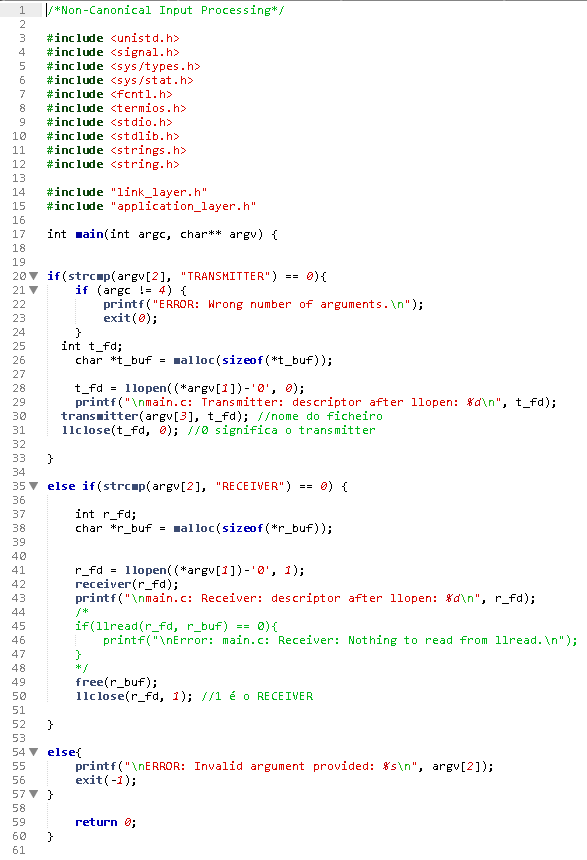 1 /*Non-Canonical Input Processing*/
2
3 #include <unistd.h>
4 #include <signal.h>
5 #include <sys/types.h>
6 #include <sys/stat.h>
7 #include <fcntl.h>
8 #include <termios.h>
9 #include <stdio.h>
10 #include <stdlib.h>
11 #include <strings.h>
12 #include <string.h>
13
14 #include "link_layer.h"
15 #include "application_layer.h"
16
17 int main(int argc, char** argv) {
18
19
20 if(strcmp(argv[2], "TRANSMITTER") == 0){
21 if (argc != 4) {
22 printf("ERROR: Wrong number of arguments.\n");
23 exit(0);
24 }
25 int t_fd;
26 char *t_buf = malloc(sizeof(*t_buf));
27
28 t_fd = llopen((*argv[1])-'0', 0);
29 printf("\nmain.c: Transmitter: descriptor after llopen: %d\n", t_fd);
30 transmitter(argv[3], t_fd); //nome do ficheiro
31 llclose(t_fd, 0); //0 significa o transmitter
32
33 }
34
35 else if(strcmp(argv[2], "RECEIVER") == 0) {
36
37 int r_fd;
38 char *r_buf = malloc(sizeof(*r_buf));
39
40
41 r_fd = llopen((*argv[1])-'0', 1);
42 receiver(r_fd);
43 printf("\nmain.c: Receiver: descriptor after llopen: %d\n", r_fd);
44 /*
45 if(llread(r_fd, r_buf) == 0){
46 printf("\nError: main.c: Receiver: Nothing to read from llread.\n");
47 }
48 */
49 free(r_buf);
50 llclose(r_fd, 1); //1 é o RECEIVER
51
52 }
53
54 else{
55 printf("\nERROR: Invalid argument provided: %s\n", argv[2]);
56 exit(-1);
57 }
58
59 return 0;
60 }
61